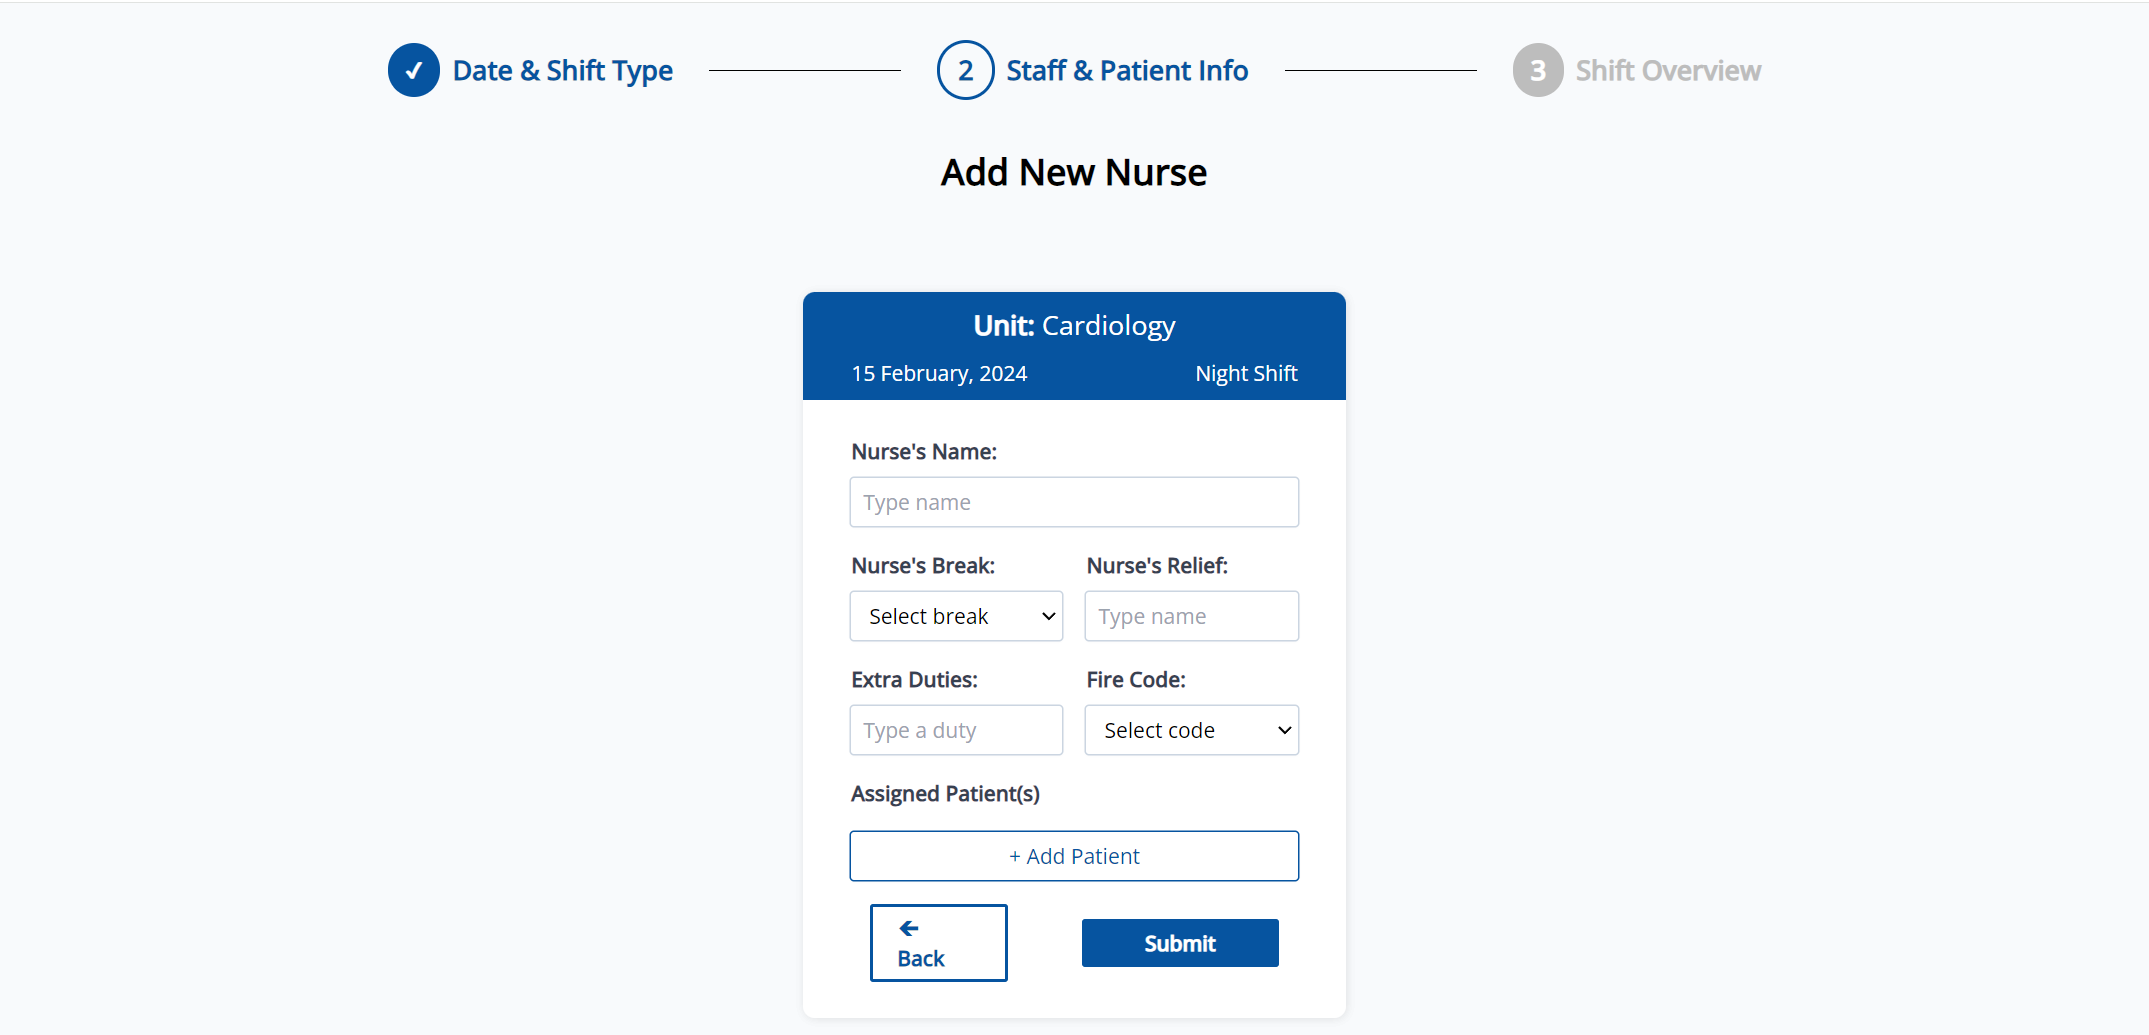 ✓ Date & Shift Type 2 Staff & Patient Info 3 Shift Overview
Add New Nurse
Unit: Cardiology
15 February, 2024 Night Shift
Nurse's Name:
Type name
Nurse's Break: Nurse's Relief:
Select break Type name
Extra Duties: Fire Code:
Type a duty Select code
Assigned Patient(s)
+ Add Patient
←
Back Submit